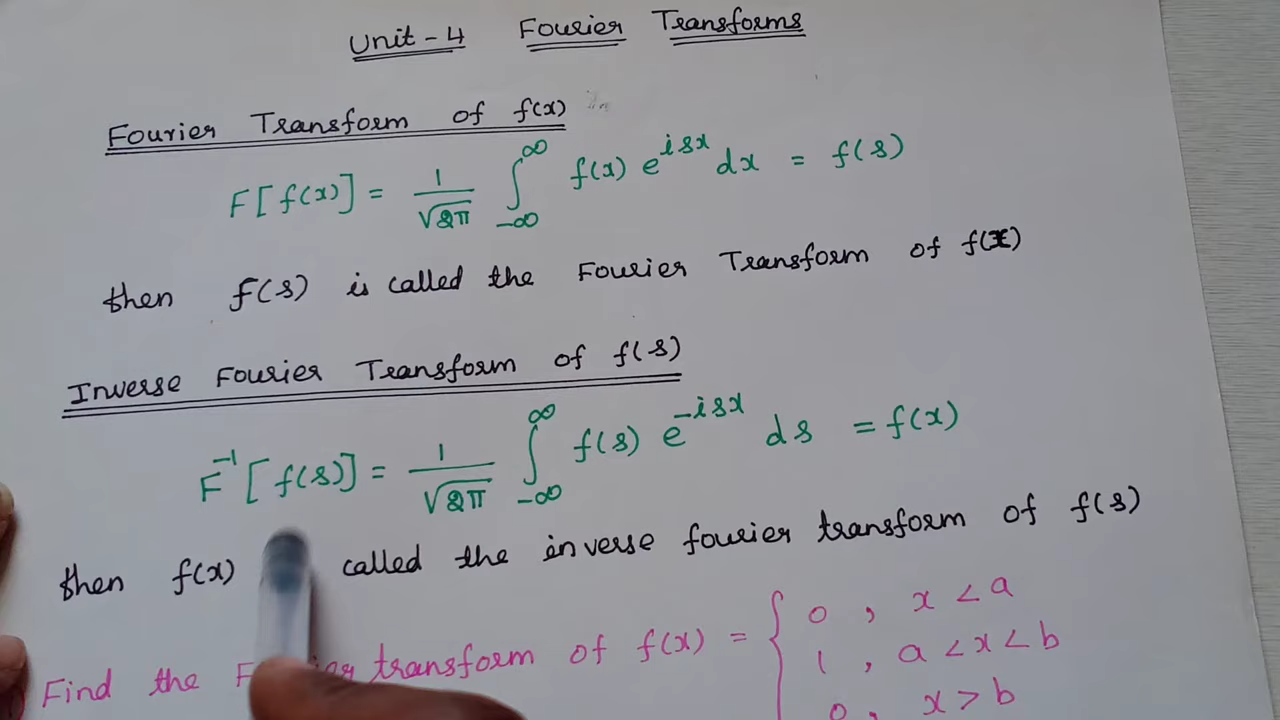 Unit - 4 Fourier Transforms
Fourier Transform of f(x)
F[f(x)] = 1/√2π ∫_{-∞}^{∞} f(x) e^{isx} dx = f(s)
then f(s) is called the Fourier Transform of f(x)
Inverse Fourier Transform of f(s)
F^{-1}[f(s)] = 1/√2π ∫_{-∞}^{∞} f(s) e^{-isx} ds = f(x)
then f(x) called the inverse fourier transform of f(s)
Find the transform of f(x) = { 0, x < a
1, a < x < b
0, x > b